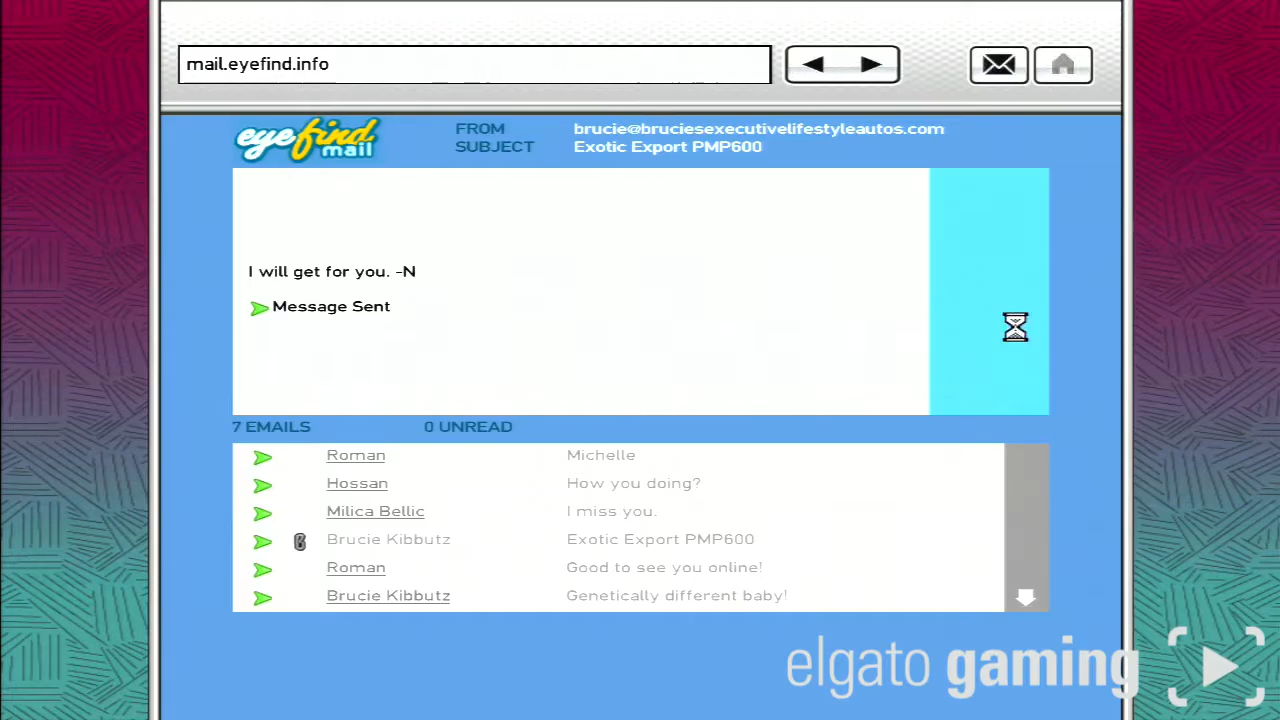 mail.eyefind.info
eyefind
mail
FROM brucie@bruciesexecutivelifestyleautos.com
SUBJECT Exotic Export PMP600
I will get for you. -N
Message Sent
7 EMAILS 0 UNREAD
Roman Michelle
Hossan How you doing?
Milica Bellic I miss you.
Brucie Kibbutz Exotic Export PMP600
Roman Good to see you online!
Brucie Kibbutz Genetically different baby!
elgato gaming